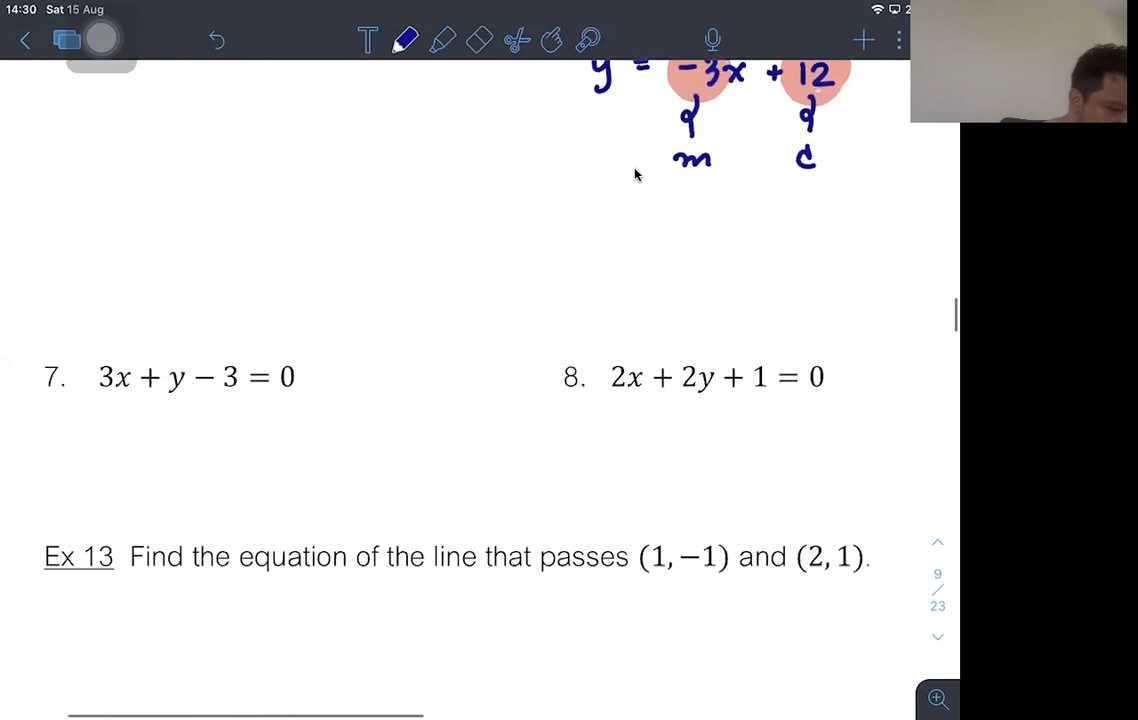 14:30 Sat 15 Aug
2
T
y = -3x + 12
m c
7. 3x + y − 3 = 0
8. 2x + 2y + 1 = 0
Ex 13 Find the equation of the line that passes (1, −1) and (2, 1).
9
/
23